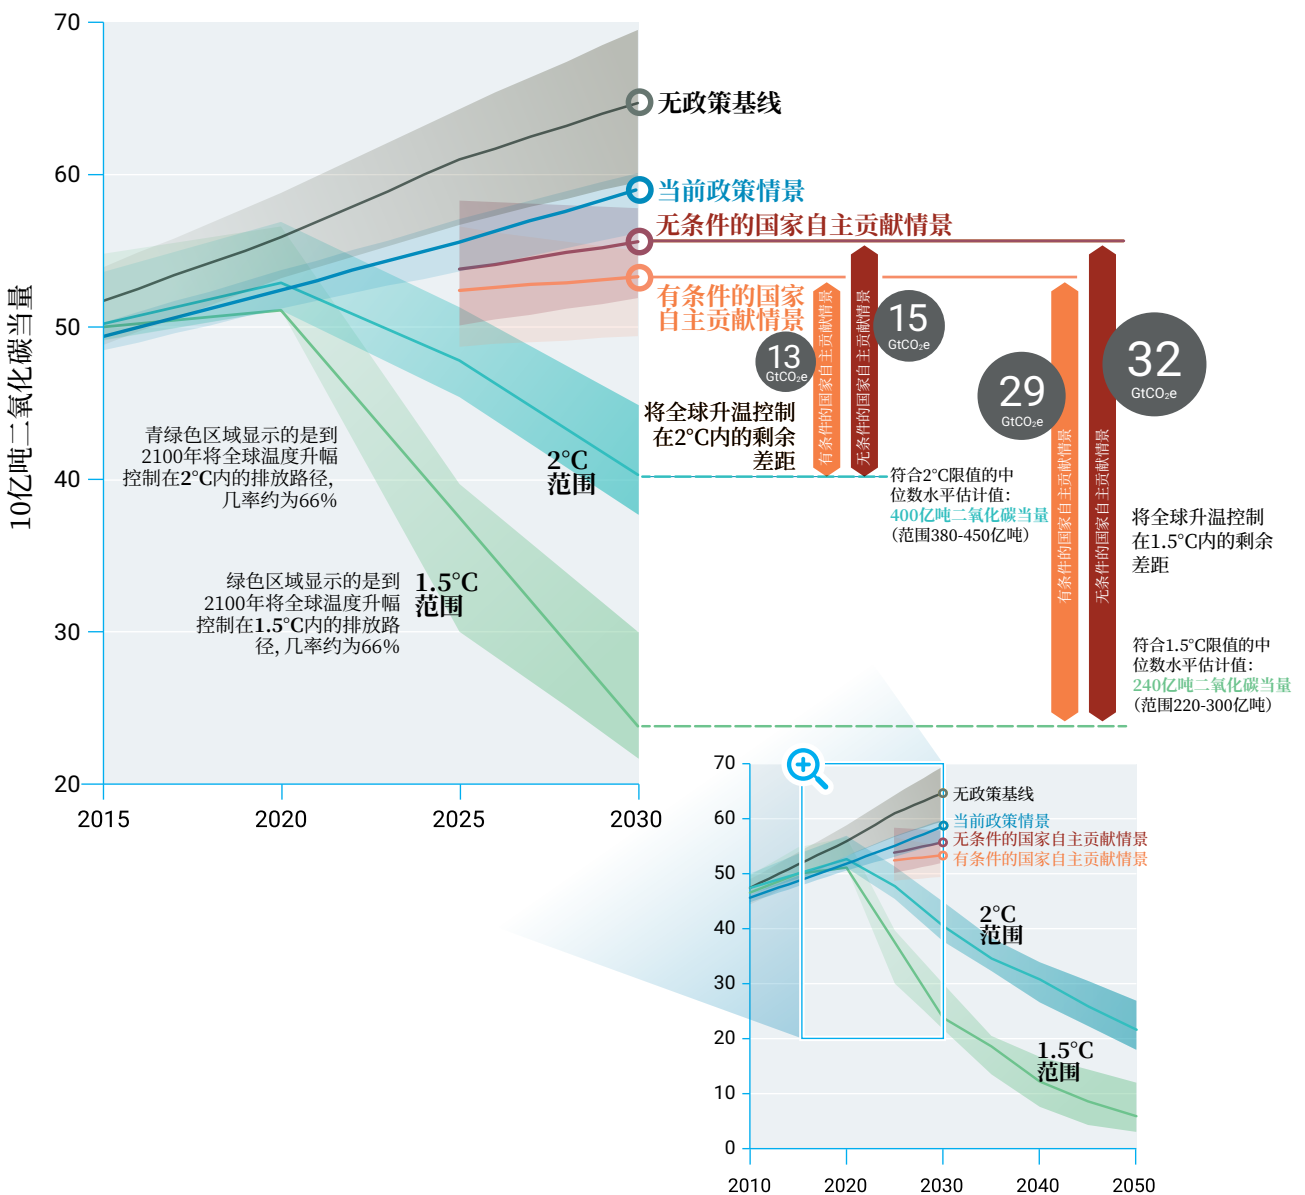 10亿吨二氧化碳当量
70
60
50
40
30
20
2015
2020
2025
2030
无政策基线
当前政策情景
无条件的国家自主贡献情景
有条件的国家
自主贡献情景
青绿色区域显示的是到
2100年将全球温度升幅
控制在2°C内的排放路径,
几率约为66%
绿色区域显示的是到
2100年将全球温度升幅
控制在1.5°C内的排放路
径, 几率约为66%
2°C
范围
1.5°C
范围
13
GtCO₂e
有条件的国家自主贡献情景
无条件的国家自主贡献情景
15
GtCO₂e
将全球升温控制
在2°C内的剩余
差距
符合2°C限值的中
位数水平估计值:
400亿吨二氧化碳当量
(范围380-450亿吨)
29
GtCO₂e
有条件的国家自主贡献情景
无条件的国家自主贡献情景
32
GtCO₂e
将全球升温控制
在1.5°C内的剩余
差距
符合1.5°C限值的中
位数水平估计值:
240亿吨二氧化碳当量
(范围220-300亿吨)
70
60
50
40
30
20
10
0
2010
2020
2030
2040
2050
无政策基线
当前政策情景
无条件的国家自主贡献情景
有条件的国家自主贡献情景
2°C
范围
1.5°C
范围